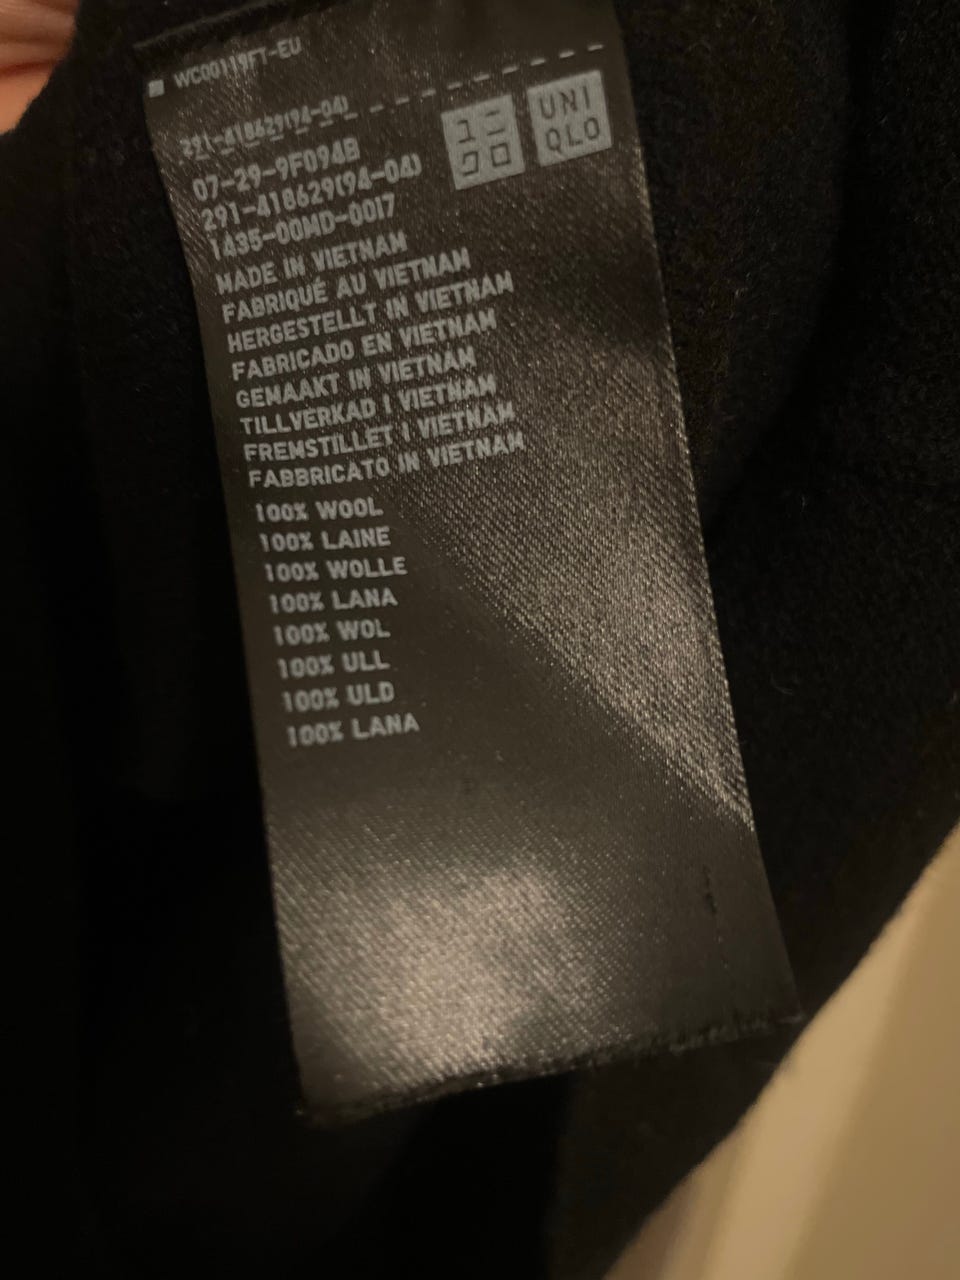 WC00119FT-EU
291-418629(94-04)
ユニ
クロ
UNI
QLO
07-29-9F094B
291-418629(94-04)
1435-00MD-0017
MADE IN VIETNAM
FABRIQUÉ AU VIETNAM
HERGESTELLT IN VIETNAM
FABRICADO EN VIETNAM
GEMAAKT IN VIETNAM
TILLVERKAD I VIETNAM
FREMSTILLET I VIETNAM
FABBRICATO IN VIETNAM
100% WOOL
100% LAINE
100% WOLLE
100% LANA
100% WOL
100% ULL
100% ULD
100% LANA